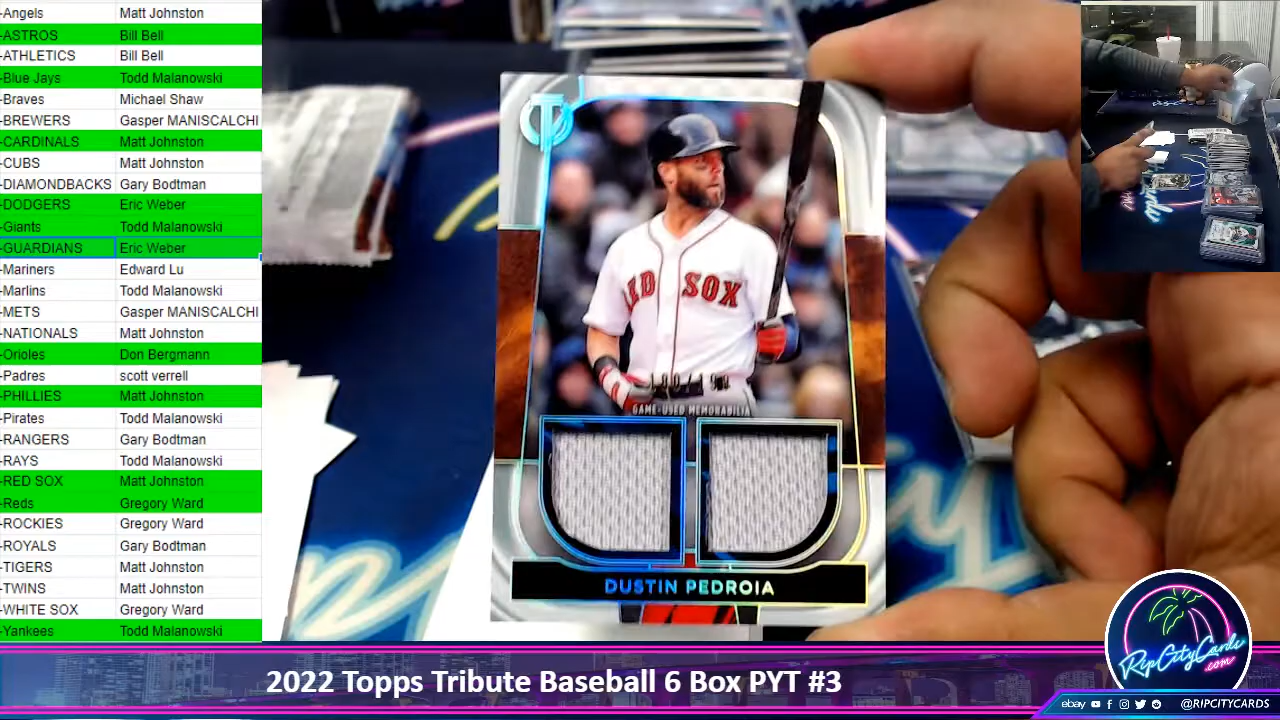 -Angels Matt Johnston
-ASTROS Bill Bell
-ATHLETICS Bill Bell
-Blue Jays Todd Malanowski
-Braves Michael Shaw
-BREWERS Gasper MANISCALCHI
-CARDINALS Matt Johnston
-CUBS Matt Johnston
-DIAMONDBACKS Gary Bodtman
-DODGERS Eric Weber
-Giants Todd Malanowski
-GUARDIANS Eric Weber
-Mariners Edward Lu
-Marlins Todd Malanowski
-METS Gasper MANISCALCHI
-NATIONALS Matt Johnston
-Orioles Don Bergmann
-Padres scott verrell
-PHILLIES Matt Johnston
-Pirates Todd Malanowski
-RANGERS Gary Bodtman
-RAYS Todd Malanowski
-RED SOX Matt Johnston
-Reds Gregory Ward
-ROCKIES Gregory Ward
-ROYALS Gary Bodtman
-TIGERS Matt Johnston
-TWINS Matt Johnston
-WHITE SOX Gregory Ward
-Yankees Todd Malanowski
T
RED SOX
GAME-USED MEMORABILIA
DUSTIN PEDROIA
2022 Topps Tribute Baseball 6 Box PYT #3
RipCityCards
.com
ebay @RIPCITYCARDS